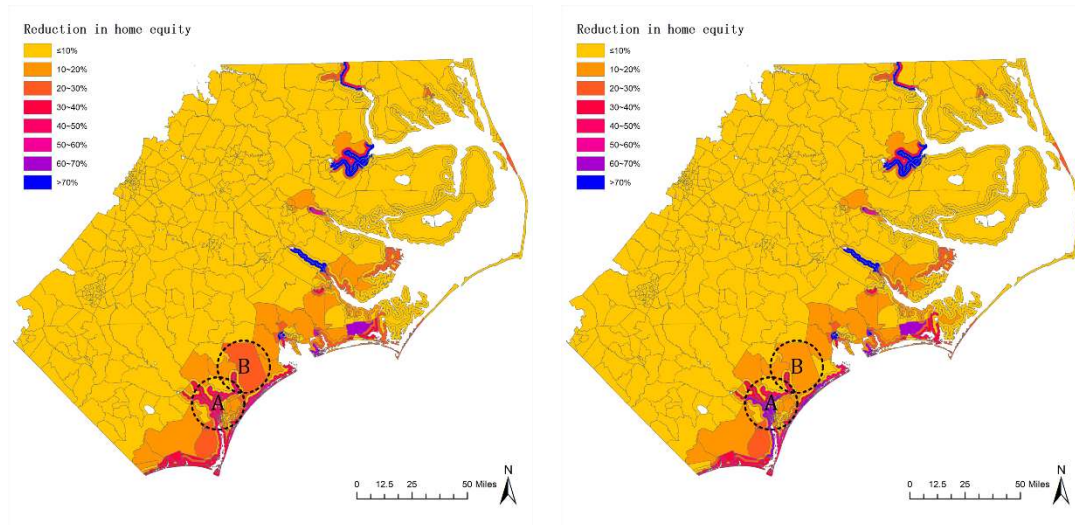 Reduction in home equity
≤10%
10~20%
20~30%
30~40%
40~50%
50~60%
60~70%
>70%
B
A
N
0 12.5 25 50 Miles
Reduction in home equity
≤10%
10~20%
20~30%
30~40%
40~50%
50~60%
60~70%
>70%
B
A
N
0 12.5 25 50 Miles